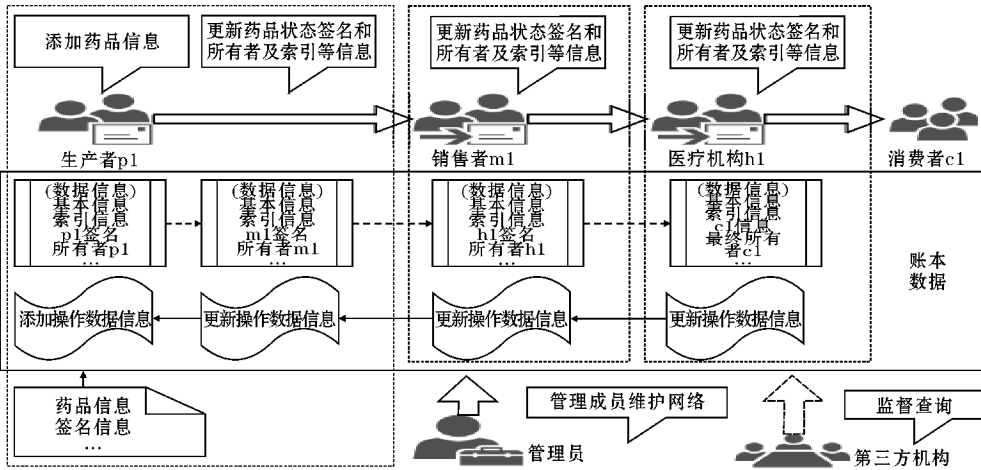 添加药品信息
更新药品状态签名和
所有者及索引等信息
更新药品状态签名和
所有者及索引等信息
更新药品状态签名和
所有者及索引等信息
生产者p1
销售者m1
医疗机构h1
消费者c1
(数据信息)
基本信息
索引信息
p1签名
所有者p1
...
(数据信息)
基本信息
索引信息
m1签名
所有者m1
...
(数据信息)
基本信息
索引信息
h1签名
所有者h1
...
(数据信息)
基本信息
索引信息
c1信息
最终所有
者c1
...
账本
数据
添加操作数据信息
更新操作数据信息
更新操作数据信息
更新操作数据信息
药品信息
签名信息
...
管理成员维护网络
管理员
监督查询
第三方机构